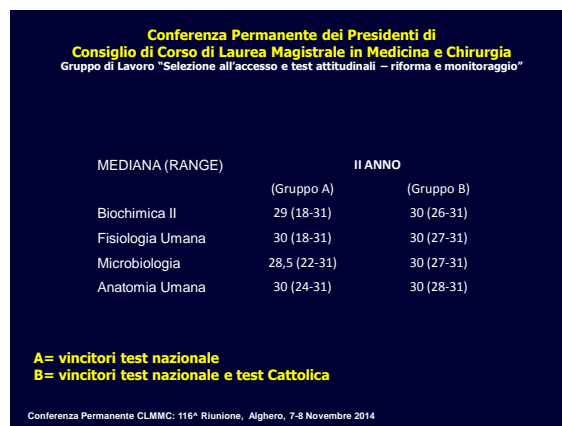 Conferenza Permanente dei Presidenti di
Consiglio di Corso di Laurea Magistrale in Medicina e Chirurgia
Gruppo di Lavoro “Selezione all’accesso e test attitudinali – riforma e monitoraggio”
MEDIANA (RANGE) II ANNO
(Gruppo A) (Gruppo B)
Biochimica II 29 (18-31) 30 (26-31)
Fisiologia Umana 30 (18-31) 30 (27-31)
Microbiologia 28,5 (22-31) 30 (27-31)
Anatomia Umana 30 (24-31) 30 (28-31)
A= vincitori test nazionale
B= vincitori test nazionale e test Cattolica
Conferenza Permanente CLMMC: 116^ Riunione, Alghero, 7-8 Novembre 2014